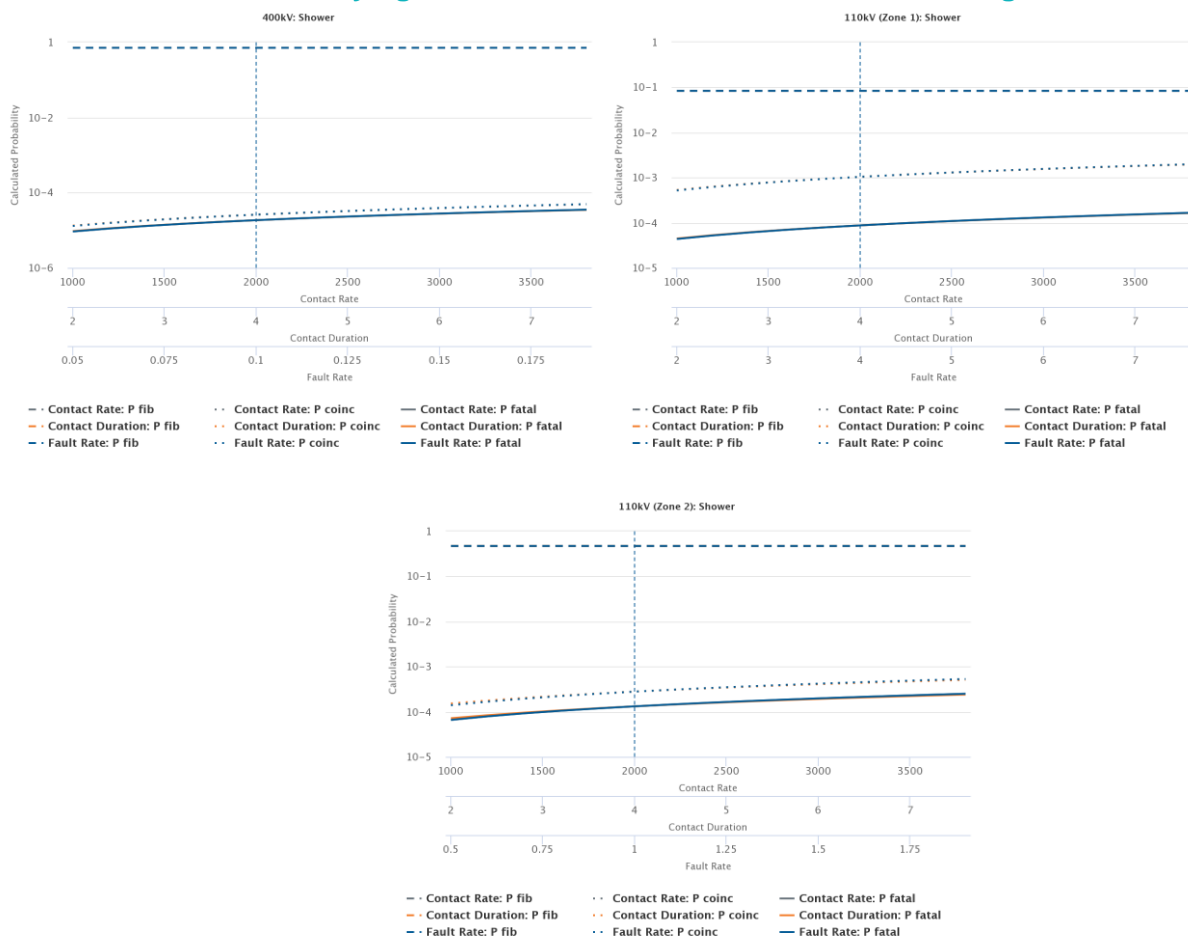 400kV: Shower
1
10−2
10−4
10−6
Calculated Probability
1000 1500 2000 2500 3000 3500
Contact Rate
2 3 4 5 6 7
Contact Duration
0.05 0.075 0.1 0.125 0.15 0.175
Fault Rate
Contact Rate: P fib Contact Rate: P coinc Contact Rate: P fatal
Contact Duration: P fib Contact Duration: P coinc Contact Duration: P fatal
Fault Rate: P fib Fault Rate: P coinc Fault Rate: P fatal
110kV (Zone 1): Shower
1
10−1
10−2
10−3
10−4
10−5
Calculated Probability
1000 1500 2000 2500 3000 3500
Contact Rate
2 3 4 5 6 7
Contact Duration
2 3 4 5 6 7
Fault Rate
Contact Rate: P fib Contact Rate: P coinc Contact Rate: P fatal
Contact Duration: P fib Contact Duration: P coinc Contact Duration: P fatal
Fault Rate: P fib Fault Rate: P coinc Fault Rate: P fatal
110kV (Zone 2): Shower
1
10−1
10−2
10−3
10−4
10−5
Calculated Probability
1000 1500 2000 2500 3000 3500
Contact Rate
2 3 4 5 6 7
Contact Duration
0.5 0.75 1 1.25 1.5 1.75
Fault Rate
Contact Rate: P fib Contact Rate: P coinc Contact Rate: P fatal
Contact Duration: P fib Contact Duration: P coinc Contact Duration: P fatal
Fault Rate: P fib Fault Rate: P coinc Fault Rate: P fatal